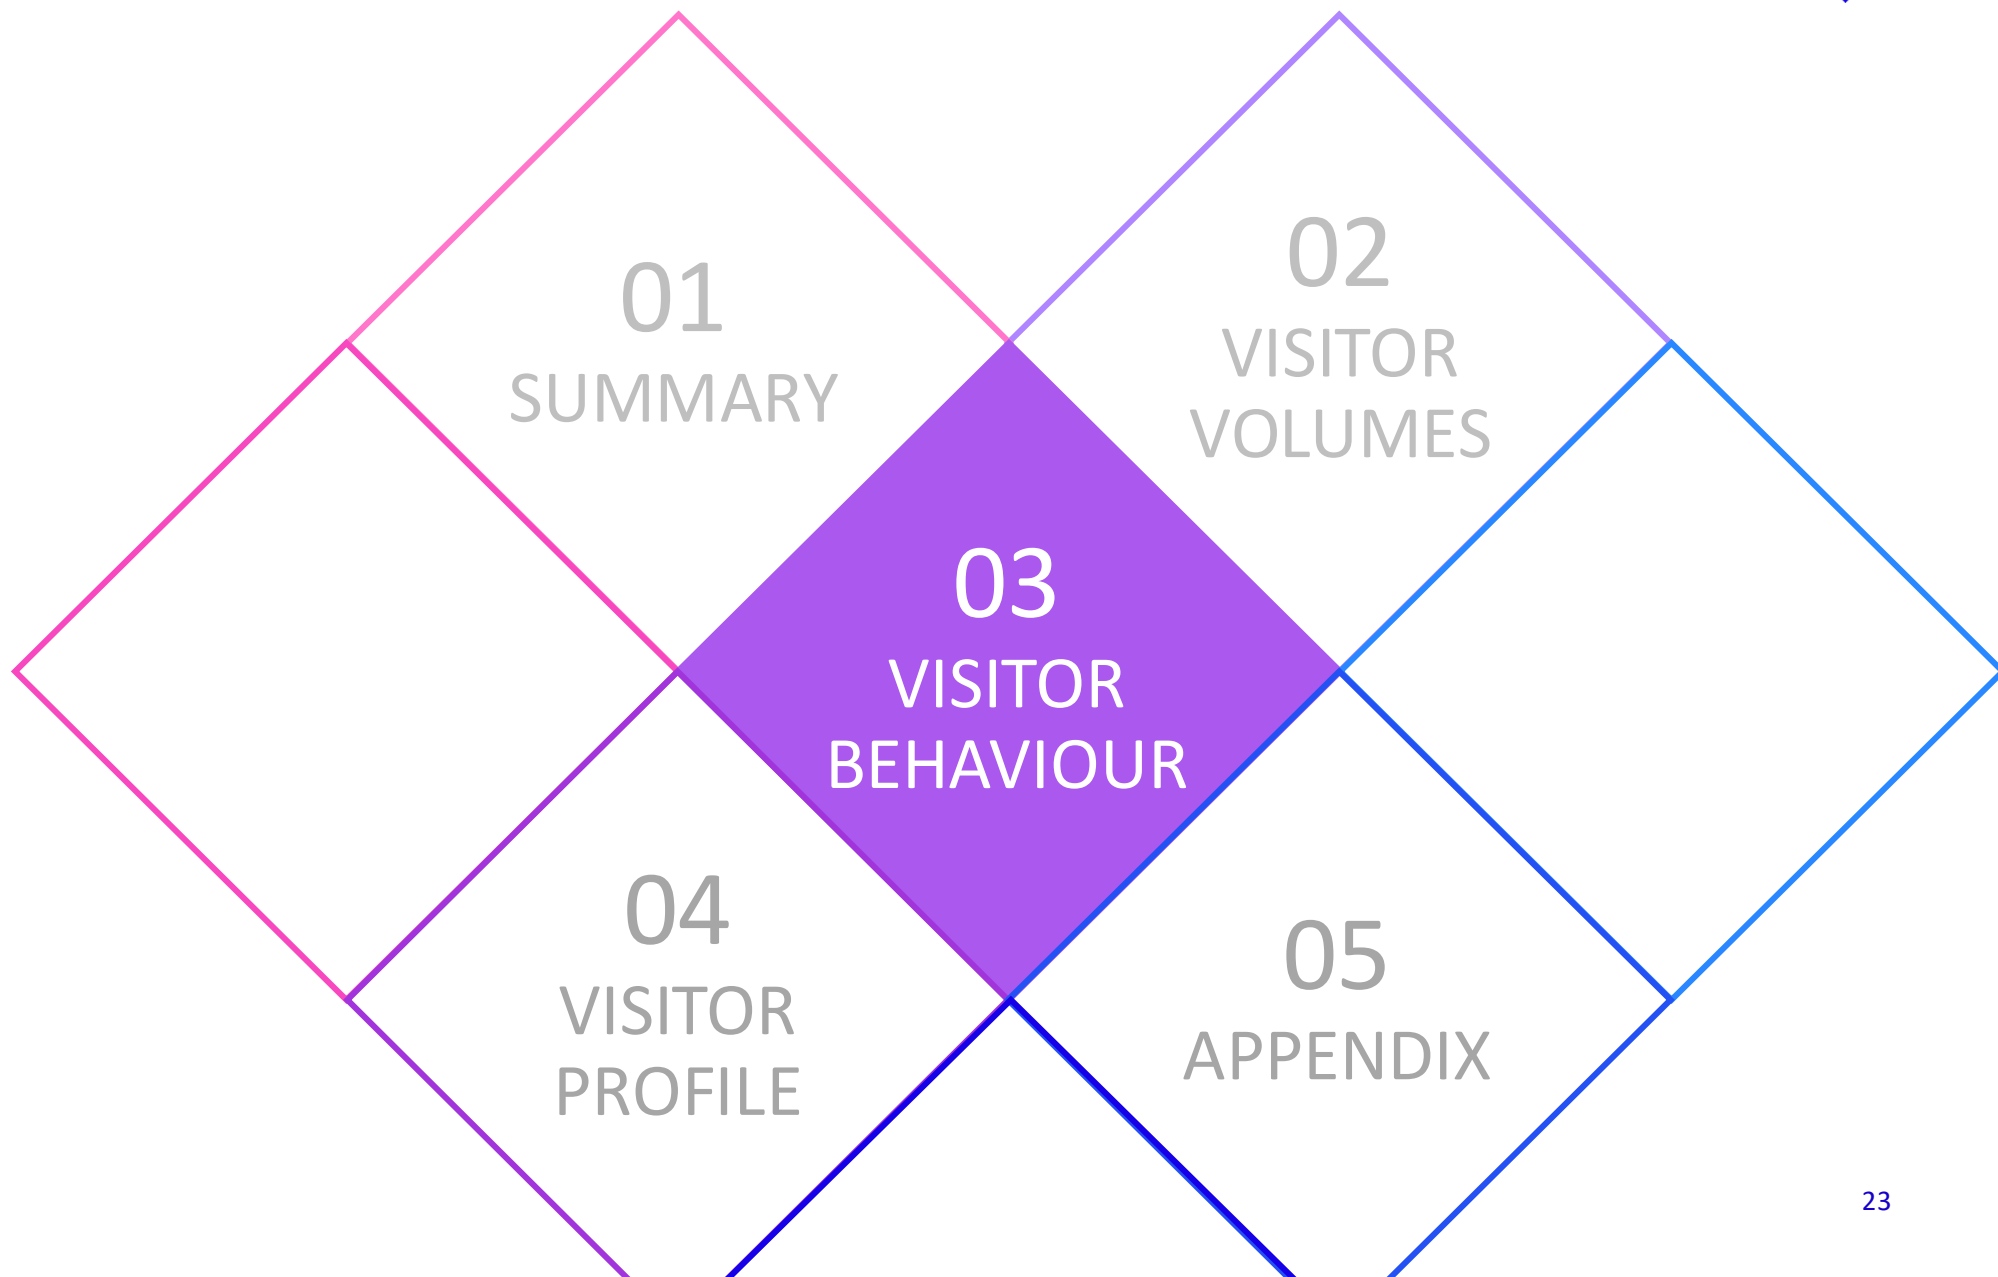 01
SUMMARY
02
VISITOR
VOLUMES
03
VISITOR
BEHAVIOUR
04
VISITOR
PROFILE
05
APPENDIX
23